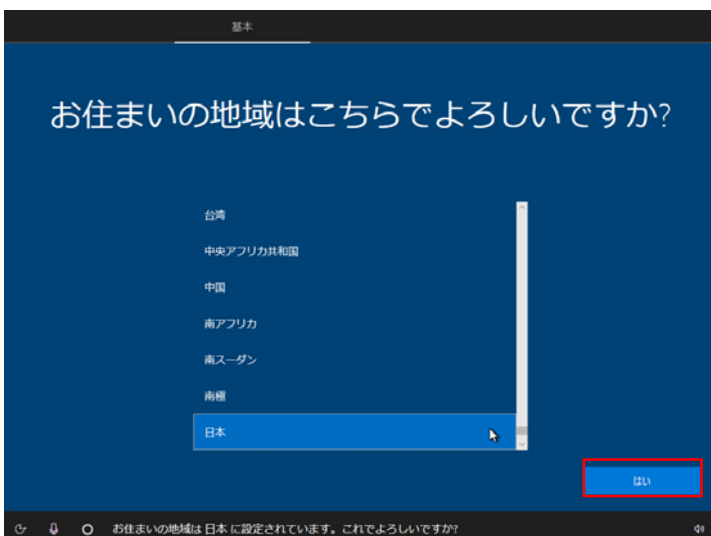 基本
お住まいの地域はこちらでよろしいですか?
台湾
中央アフリカ共和国
中国
南アフリカ
南スーダン
南極
日本
はい
お住まいの地域は 日本 に設定されています。これでよろしいですか?